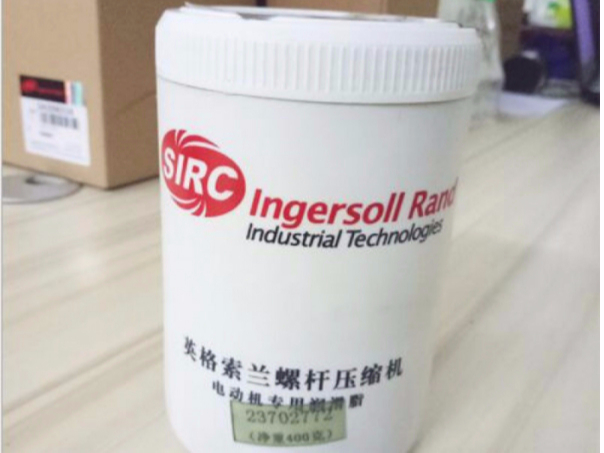 SIRC
Ingersoll Rand
Industrial Technologies
英格索兰螺杆压缩机
电动机专用润滑脂
23702772
(净重400克)